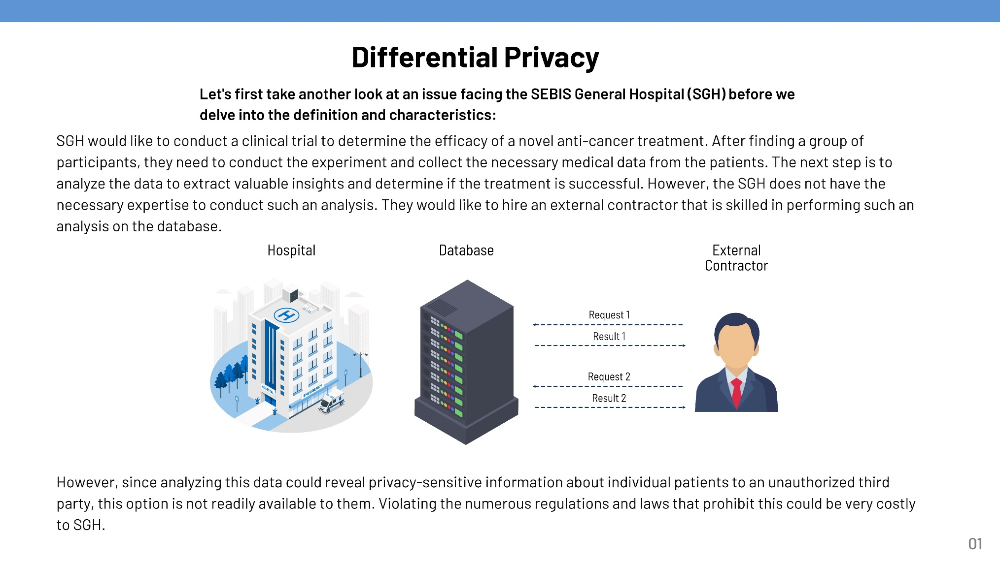 Differential Privacy
Let's first take another look at an issue facing the SEBIS General Hospital (SGH) before we
delve into the definition and characteristics:
SGH would like to conduct a clinical trial to determine the efficacy of a novel anti-cancer treatment. After finding a group of
participants, they need to conduct the experiment and collect the necessary medical data from the patients. The next step is to
analyze the data to extract valuable insights and determine if the treatment is successful. However, the SGH does not have the
necessary expertise to conduct such an analysis. They would like to hire an external contractor that is skilled in performing such an
analysis on the database.
Hospital
Database
External
Contractor
H
HOSPITAL
EMERGENCY
Request 1
Result 1
Request 2
Result 2
However, since analyzing this data could reveal privacy-sensitive information about individual patients to an unauthorized third
party, this option is not readily available to them. Violating the numerous regulations and laws that prohibit this could be very costly
to SGH.
01